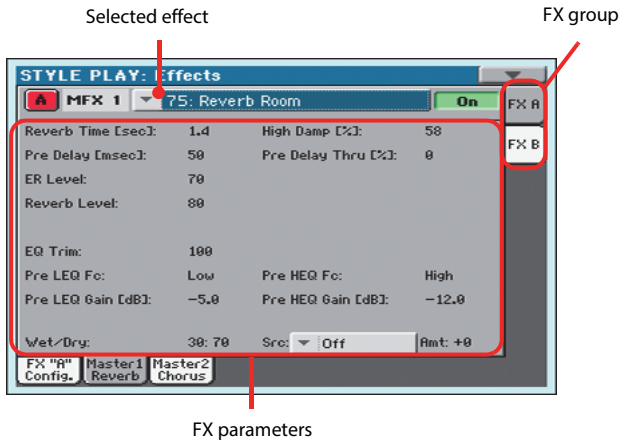 Selected effect
FX group
STYLE PLAY: Effects
A MFX 1 75: Reverb Room On
FX A
Reverb Time [sec]: 1.4 High Damp [%]: 58
FX B
Pre Delay [msec]: 50 Pre Delay Thru [%]: 0
ER Level: 70
Reverb Level: 80
EQ Trim: 100
Pre LEQ Fc: Low Pre HEQ Fc: High
Pre LEQ Gain [dB]: -5.0 Pre HEQ Gain [dB]: -12.0
Wet/Dry: 30:70 Src: Off Amt: +0
FX "A" Config. Master1 Reverb Master2 Chorus
FX parameters